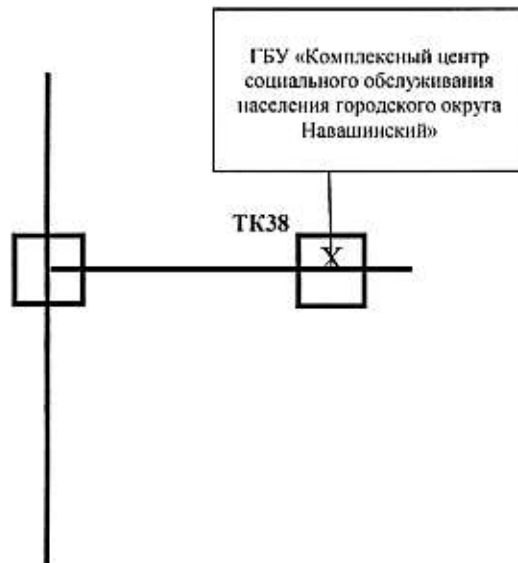 ГБУ «Комплексный центр
социального обслуживания
населения городского округа
Навашинский»
ТК38
X